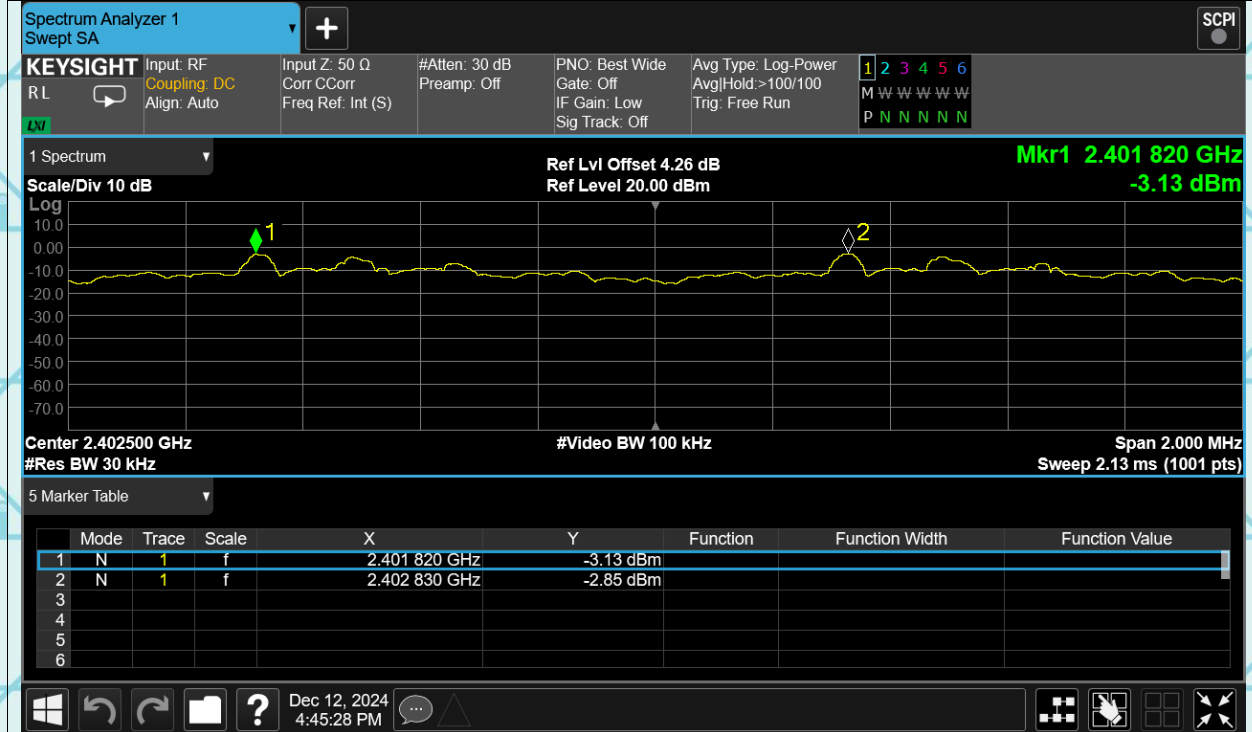 Spectrum Analyzer 1
Swept SA
SCPI
KEYSIGHT
RL
LXI
Input: RF
Coupling: DC
Align: Auto
Input Z: 50 Ω
Corr CCorr
Freq Ref: Int (S)
#Atten: 30 dB
Preamp: Off
PNO: Best Wide
Gate: Off
IF Gain: Low
Sig Track: Off
Avg Type: Log-Power
Avg|Hold:>100/100
Trig: Free Run
1 2 3 4 5 6
M W W W W W
P N N N N N
1 Spectrum
Scale/Div 10 dB
Ref Lvl Offset 4.26 dB
Ref Level 20.00 dBm
Mkr1 2.401 820 GHz
-3.13 dBm
Log
10.0
0.00
-10.0
-20.0
-30.0
-40.0
-50.0
-60.0
-70.0
1
2
Center 2.402500 GHz
#Res BW 30 kHz
#Video BW 100 kHz
Span 2.000 MHz
Sweep 2.13 ms (1001 pts)
5 Marker Table
Mode Trace Scale X Y Function Function Width Function Value
1 N 1 f 2.401 820 GHz -3.13 dBm
2 N 1 f 2.402 830 GHz -2.85 dBm
3
4
5
6
?
Dec 12, 2024
4:45:28 PM